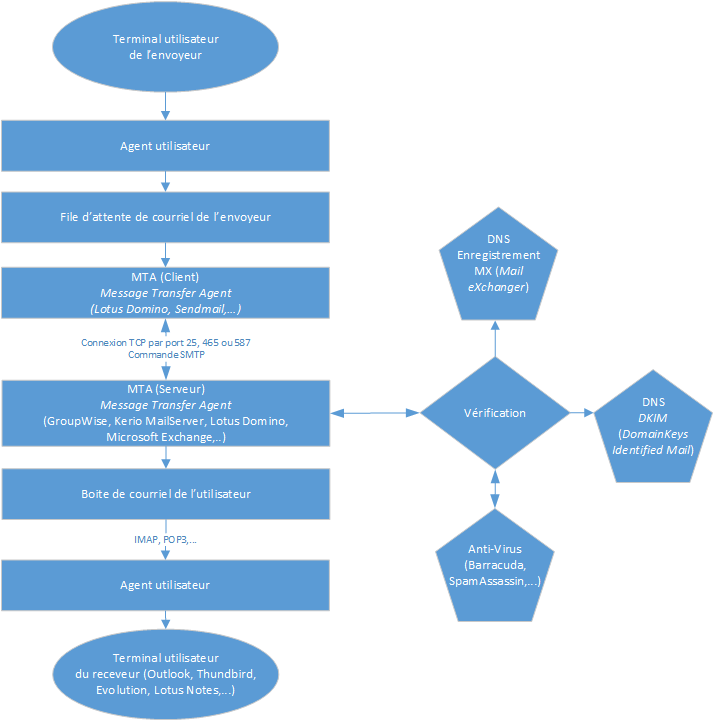 Terminal utilisateur
de l'envoyeur
Agent utilisateur
File d'attente de courriel de l'envoyeur
MTA (Client)
Message Transfer Agent
(Lotus Domino, Sendmail,...)
Connexion TCP par port 25, 465 ou 587
Commande SMTP
MTA (Serveur)
Message Transfer Agent
(GroupWise, Kerio MailServer, Lotus Domino,
Microsoft Exchange,..)
Boite de courriel de l'utilisateur
IMAP, POP3,...
Agent utilisateur
Terminal utilisateur
du receveur (Outlook, Thundbird,
Evolution, Lotus Notes,...)
DNS
Enregistrement
MX (Mail
eXchanger)
Vérification
DNS
DKIM
(DomainKeys
Identified Mail)
Anti-Virus
(Barracuda,
SpamAssassin,...)